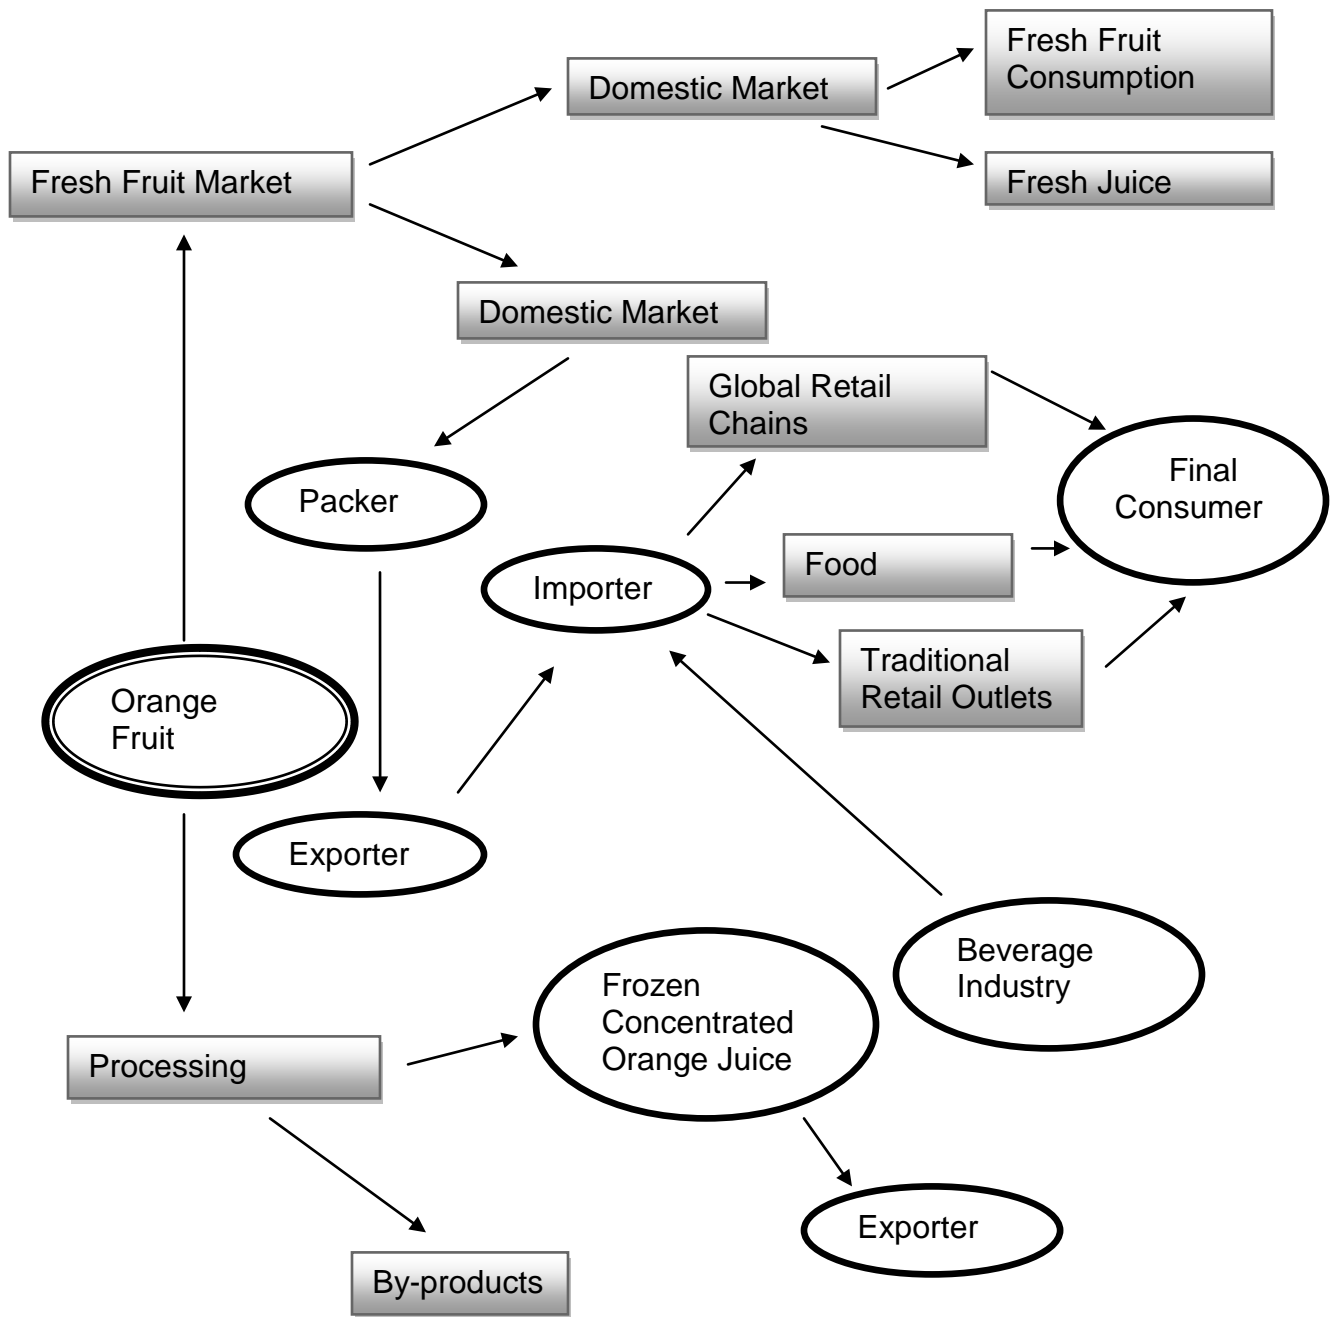 Fresh Fruit
Consumption
Domestic Market
Fresh Fruit Market
Fresh Juice
Domestic Market
Global Retail
Chains
Final
Consumer
Packer
Food
Importer
Traditional
Retail Outlets
Orange
Fruit
Exporter
Beverage
Industry
Frozen
Concentrated
Orange Juice
Processing
Exporter
By-products